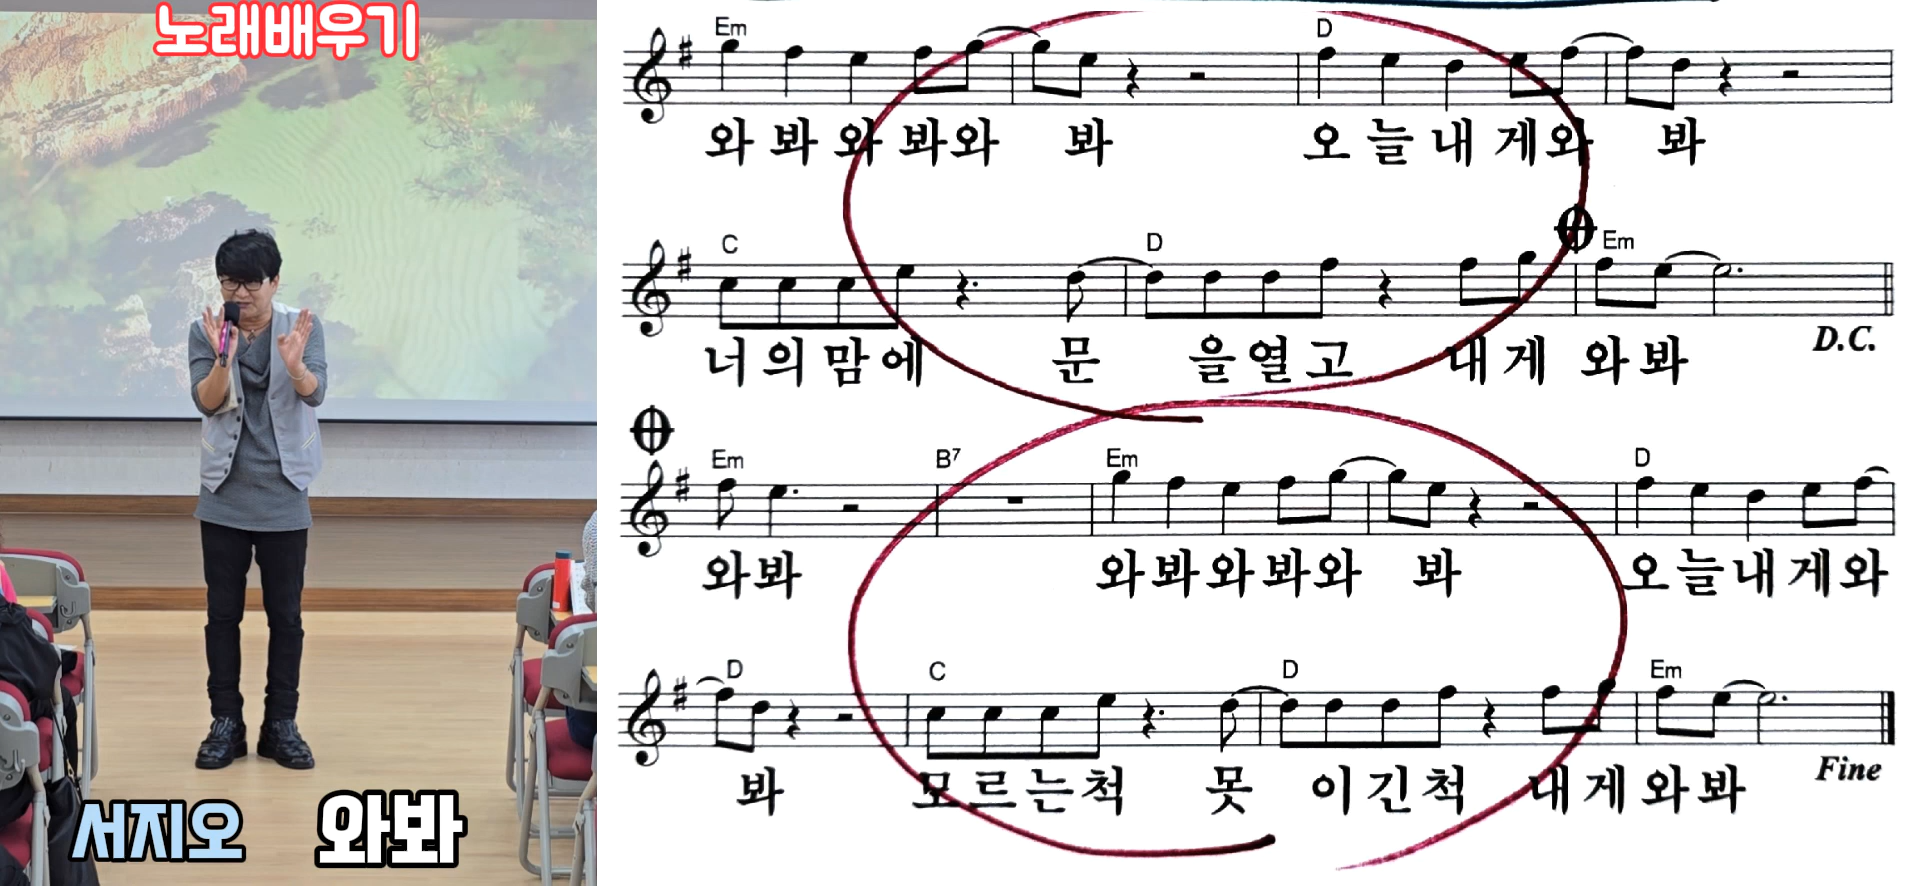 노래배우기
서지오 와봐
Em D
와 봐 와 봐와 봐 오 늘 내 게와 봐
C D Em
너 의 맘 에 문 을 열 고 내 게 와 봐
D.C.
Em B7 Em D
와봐 와봐와봐와 봐 오늘내게와
D C D Em
봐 모르는척 못 이긴척 내게와봐
Fine